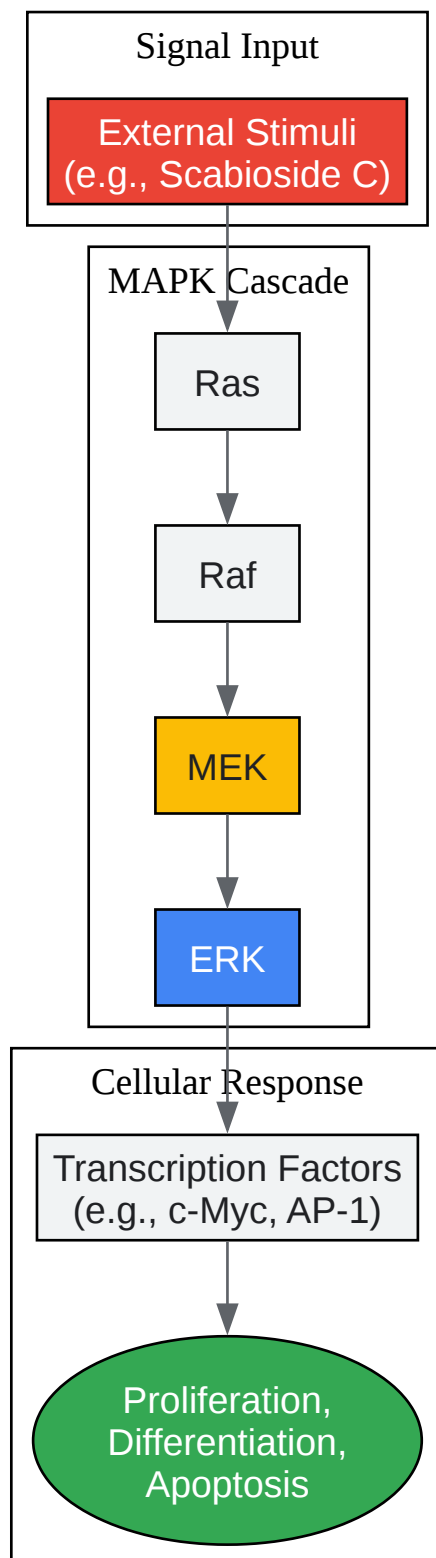 Signal Input
External Stimuli
(e.g., Scabioside C)
MAPK Cascade
Ras
Raf
MEK
ERK
Cellular Response
Transcription Factors
(e.g., c-Myc, AP-1)
Proliferation,
Differentiation,
Apoptosis